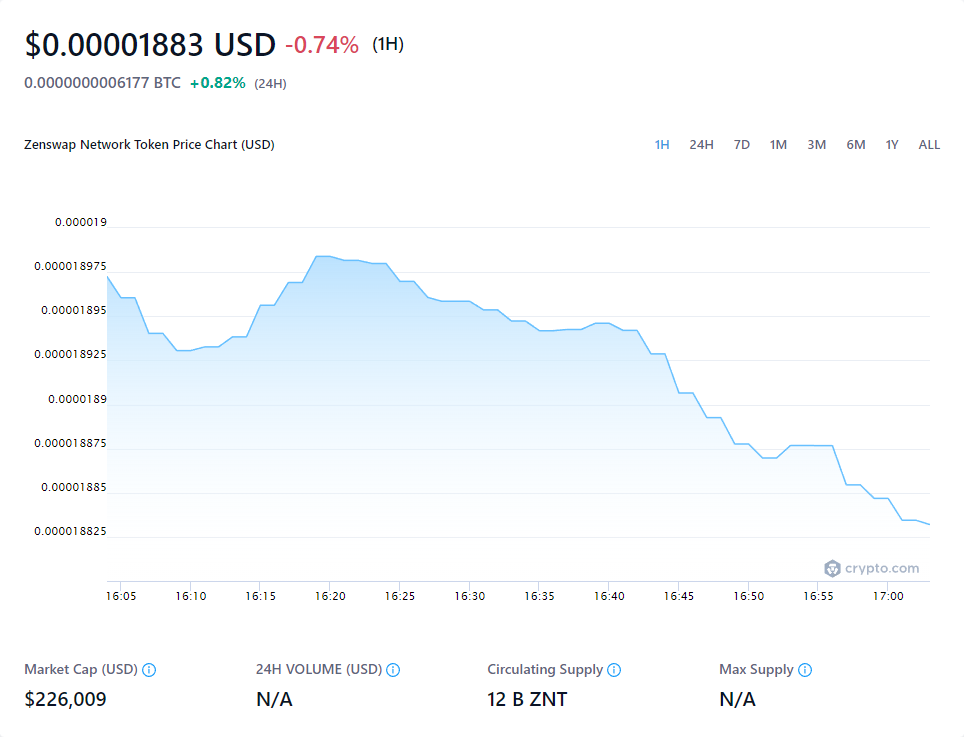 $0.00001883 USD -0.74% (1H)
0.0000000006177 BTC +0.82% (24H)
Zenswap Network Token Price Chart (USD)
1H 24H 7D 1M 3M 6M 1Y ALL
0.000019
0.000018975
0.00001895
0.000018925
0.0000189
0.000018875
0.00001885
0.000018825
crypto.com
16:05 16:10 16:15 16:20 16:25 16:30 16:35 16:40 16:45 16:50 16:55 17:00
Market Cap (USD) 24H VOLUME (USD) Circulating Supply Max Supply
$226,009 N/A 12 B ZNT N/A